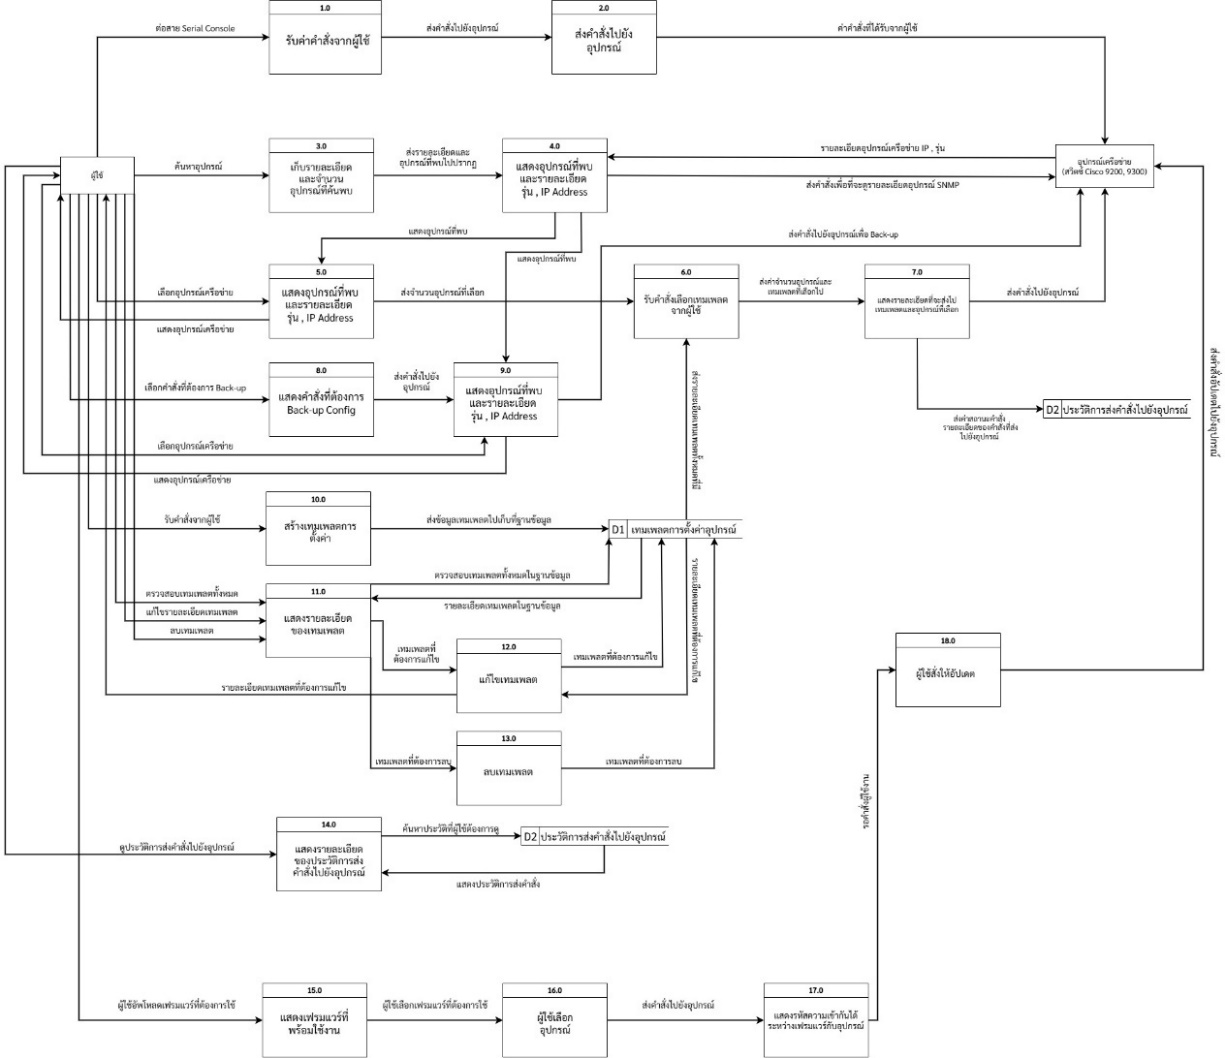 1.0
2.0
ต่อสาย Serial Console
รับค่าคำสั่งจากผู้ใช้
ส่งคำสั่งไปยังอุปกรณ์
ส่งคำสั่งไปยัง
อุปกรณ์
ค่าคำสั่งที่ได้รับจากผู้ใช้
ผู้ใช้
ค้นหาอุปกรณ์
3.0
เก็บรายละเอียด
และจำนวน
อุปกรณ์ที่ค้นพบ
ส่งรายละเอียดและ
อุปกรณ์ที่พบไปปรากฏ
4.0
แสดงอุปกรณ์ที่พบ
และรายละเอียด
รุ่น , IP Address
รายละเอียดอุปกรณ์เครือข่าย IP , รุ่น
ส่งคำสั่งเพื่อที่จะดูรายละเอียดอุปกรณ์ SNMP
อุปกรณ์เครือข่าย
(สวิตซ์ Cisco 9200, 9300)
แสดงอุปกรณ์ที่พบ
แสดงอุปกรณ์ที่พบ
ส่งคำสั่งไปยังอุปกรณ์เพื่อ Back-up
เลือกอุปกรณ์เครือข่าย
แสดงอุปกรณ์เครือข่าย
5.0
แสดงอุปกรณ์ที่พบ
และรายละเอียด
รุ่น , IP Address
ส่งจำนวนอุปกรณ์ที่เลือก
6.0
รับคำสั่งเลือกเทมเพลต
จากผู้ใช้
ส่งค่าจำนวนอุปกรณ์และ
เทมเพลตที่เลือกไป
7.0
แสดงรายละเอียดที่จะส่งไป
เทมเพลตและอุปกรณ์ที่เลือก
ส่งคำสั่งไปยังอุปกรณ์
เลือกคำสั่งที่ต้องการ Back-up
8.0
แสดงคำสั่งที่ต้องการ
Back-up Config
ส่งคำสั่งไปยัง
อุปกรณ์
9.0
แสดงอุปกรณ์ที่พบ
และรายละเอียด
รุ่น , IP Address
ส่งคำสั่งอัปเดตไปยังอุปกรณ์
D2 ประวัติการส่งคำสั่งไปยังอุปกรณ์
ส่งค่าสถานะคำสั่ง
รายละเอียดของคำสั่งที่ส่ง
ไปยังอุปกรณ์
เลือกอุปกรณ์เครือข่าย
แสดงอุปกรณ์เครือข่าย
รับคำสั่งจากผู้ใช้
10.0
สร้างเทมเพลตการ
ตั้งค่า
ส่งข้อมูลเทมเพลตไปเก็บที่ฐานข้อมูล
D1 เทมเพลตการตั้งค่าอุปกรณ์
ตรวจสอบเทมเพลตทั้งหมดในฐานข้อมูล
รายละเอียดเทมเพลตในฐานข้อมูล
รายละเอียดเทมเพลตที่ต้องการแก้ไข
ตรวจสอบเทมเพลตทั้งหมด
แก้ไขรายละเอียดเทมเพลต
ลบเทมเพลต
11.0
แสดงรายละเอียด
ของเทมเพลต
เทมเพลตที่
ต้องการแก้ไข
12.0
แก้ไขเทมเพลต
เทมเพลตที่ต้องการแก้ไข
รายละเอียดเทมเพลตที่ต้องการแก้ไข
18.0
ผู้ใช้สั่งให้อัปเดต
13.0
ลบเทมเพลต
เทมเพลตที่ต้องการลบ
เทมเพลตที่ต้องการลบ
รอคำสั่งผู้ใช้งาน
ดูประวัติการส่งคำสั่งไปยังอุปกรณ์
14.0
แสดงรายละเอียด
ของประวัติการส่ง
คำสั่งไปยังอุปกรณ์
ค้นหาประวัติที่ผู้ใช้ต้องการดู
D2 ประวัติการส่งคำสั่งไปยังอุปกรณ์
แสดงประวัติการส่งคำสั่ง
ผู้ใช้อัพโหลดเฟรมแวร์ที่ต้องการใช้
15.0
แสดงเฟรมแวร์ที่
พร้อมใช้งาน
ผู้ใช้เลือกเฟรมแวร์ที่ต้องการใช้
16.0
ผู้ใช้เลือก
อุปกรณ์
ส่งคำสั่งไปยังอุปกรณ์
17.0
แสดงรหัสความเข้ากันได้
ระหว่างเฟรมแวร์กับอุปกรณ์